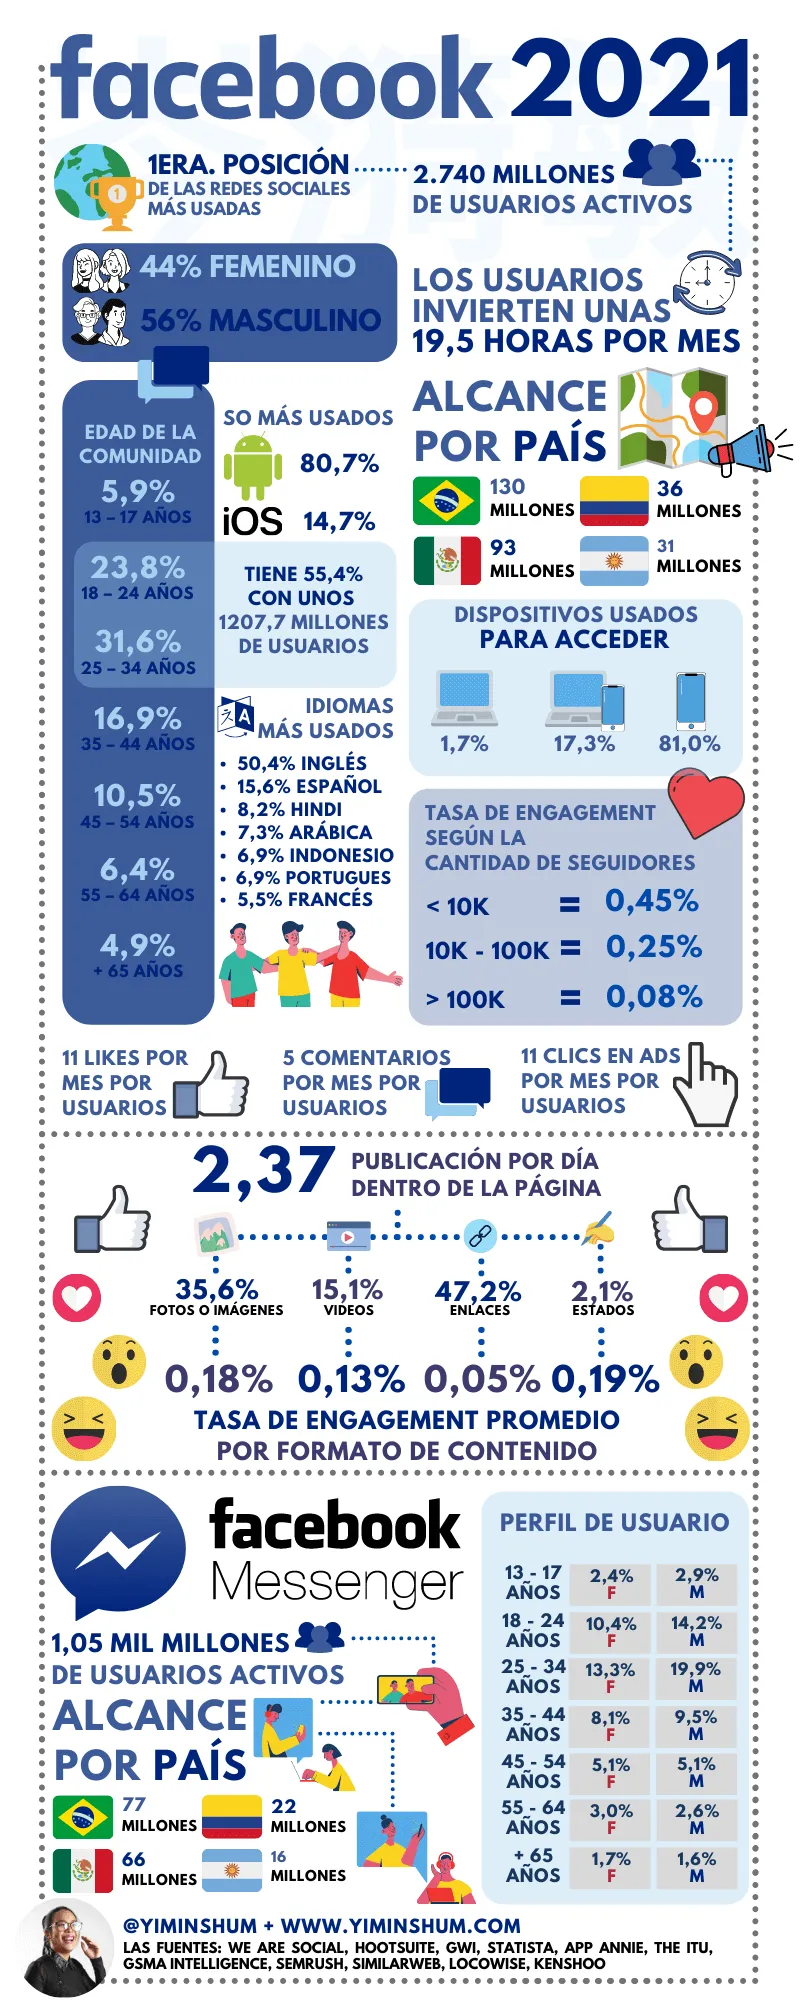 facebook 2021
1ERA. POSICIÓN
DE LAS REDES SOCIALES
MÁS USADAS
2.740 MILLONES
DE USUARIOS ACTIVOS
44% FEMENINO
56% MASCULINO
LOS USUARIOS
INVIERTEN UNAS
19,5 HORAS POR MES
EDAD DE LA
COMUNIDAD
5,9%
13 – 17 AÑOS
23,8%
18 – 24 AÑOS
31,6%
25 – 34 AÑOS
16,9%
35 – 44 AÑOS
10,5%
45 – 54 AÑOS
6,4%
55 – 64 AÑOS
4,9%
+ 65 AÑOS
SO MÁS USADOS
80,7%
iOS 14,7%
TIENE 55,4%
CON UNOS
1207,7 MILLONES
DE USUARIOS
IDIOMAS
MÁS USADOS
• 50,4% INGLÉS
• 15,6% ESPAÑOL
• 8,2% HINDI
• 7,3% ARÁBICA
• 6,9% INDONESIO
• 6,9% PORTUGUES
• 5,5% FRANCÉS
ALCANCE
POR PAÍS
130
MILLONES
36
MILLONES
93
MILLONES
31
MILLONES
DISPOSITIVOS USADOS
PARA ACCEDER
1,7% 17,3% 81,0%
TASA DE ENGAGEMENT
SEGÚN LA
CANTIDAD DE SEGUIDORES
< 10K = 0,45%
10K - 100K = 0,25%
> 100K = 0,08%
11 LIKES POR
MES POR
USUARIOS
5 COMENTARIOS
POR MES POR
USUARIOS
11 CLICS EN ADS
POR MES POR
USUARIOS
2,37
PUBLICACIÓN POR DÍA
DENTRO DE LA PÁGINA
35,6% 15,1% 47,2% 2,1%
FOTOS O IMÁGENES VIDEOS ENLACES ESTADOS
0,18% 0,13% 0,05% 0,19%
TASA DE ENGAGEMENT PROMEDIO
POR FORMATO DE CONTENIDO
facebook
Messenger
1,05 MIL MILLONES
DE USUARIOS ACTIVOS
ALCANCE
POR PAÍS
77
MILLONES
22
MILLONES
66
MILLONES
16
MILLONES
PERFIL DE USUARIO
13 - 17 2,4% 2,9%
AÑOS F M
18 - 24 10,4% 14,2%
AÑOS F M
25 - 34 13,3% 19,9%
AÑOS F M
35 - 44 8,1% 9,5%
AÑOS F M
45 - 54 5,1% 5,1%
AÑOS F M
55 - 64 3,0% 2,6%
AÑOS F M
+ 65 1,7% 1,6%
AÑOS F M
@YIMINSHUM + WWW.YIMINSHUM.COM
LAS FUENTES: WE ARE SOCIAL, HOOTSUITE, GWI, STATISTA, APP ANNIE, THE ITU,
GSMA INTELLIGENCE, SEMRUSH, SIMILARWEB, LOCOWISE, KENSHOO